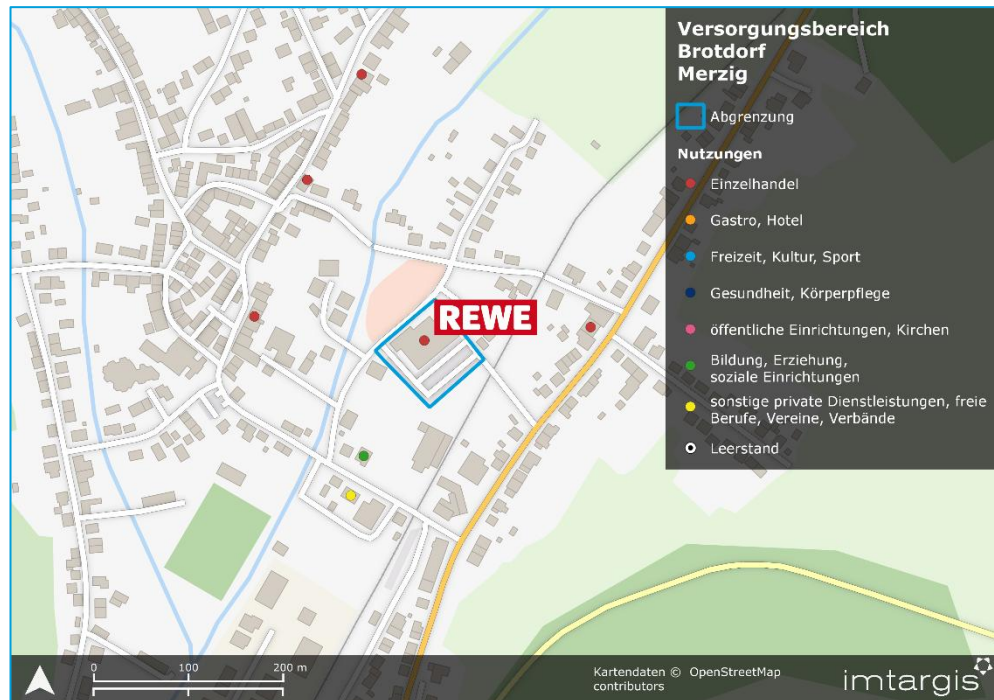 Versorgungsbereich
Brotdorf
Merzig
Abgrenzung
Nutzungen
Einzelhandel
Gastro, Hotel
Freizeit, Kultur, Sport
Gesundheit, Körperpflege
öffentliche Einrichtungen, Kirchen
Bildung, Erziehung,
soziale Einrichtungen
sonstige private Dienstleistungen, freie
Berufe, Vereine, Verbände
Leerstand
REWE
0 100 200 m
Kartendaten © OpenStreetMap
contributors
imtargis